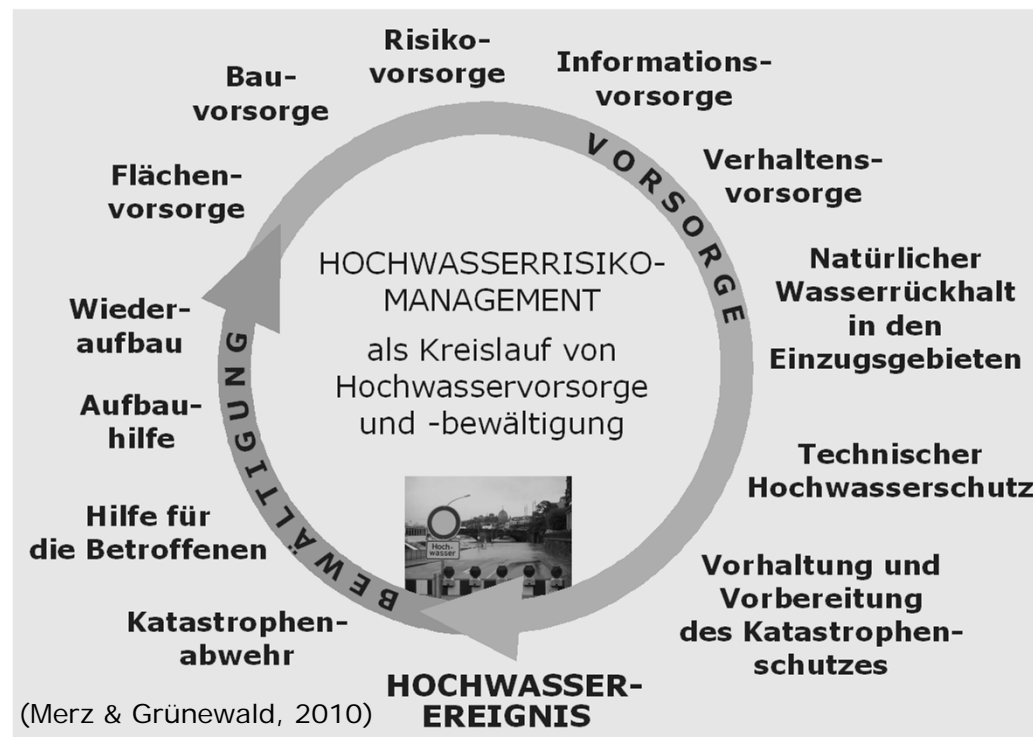 Risiko-
vorsorge
Informations-
vorsorge
Bau-
vorsorge
Verhaltens-
vorsorge
VORSORGE
Flächen-
vorsorge
Natürlicher
Wasserrückhalt
in den
Einzugsgebieten
HOCHWASSERRISIKO-
MANAGEMENT
als Kreislauf von
Hochwasservorsorge
und -bewältigung
Wieder-
aufbau
Aufbau-
hilfe
Technischer
Hochwasserschutz
BEWÄLTIGUNG
Hilfe für
die Betroffenen
Hoch-
wasser
Vorhaltung und
Vorbereitung
des Katastrophen-
schutzes
Katastrophen-
abwehr
HOCHWASSER-
EREIGNIS
(Merz & Grünewald, 2010)